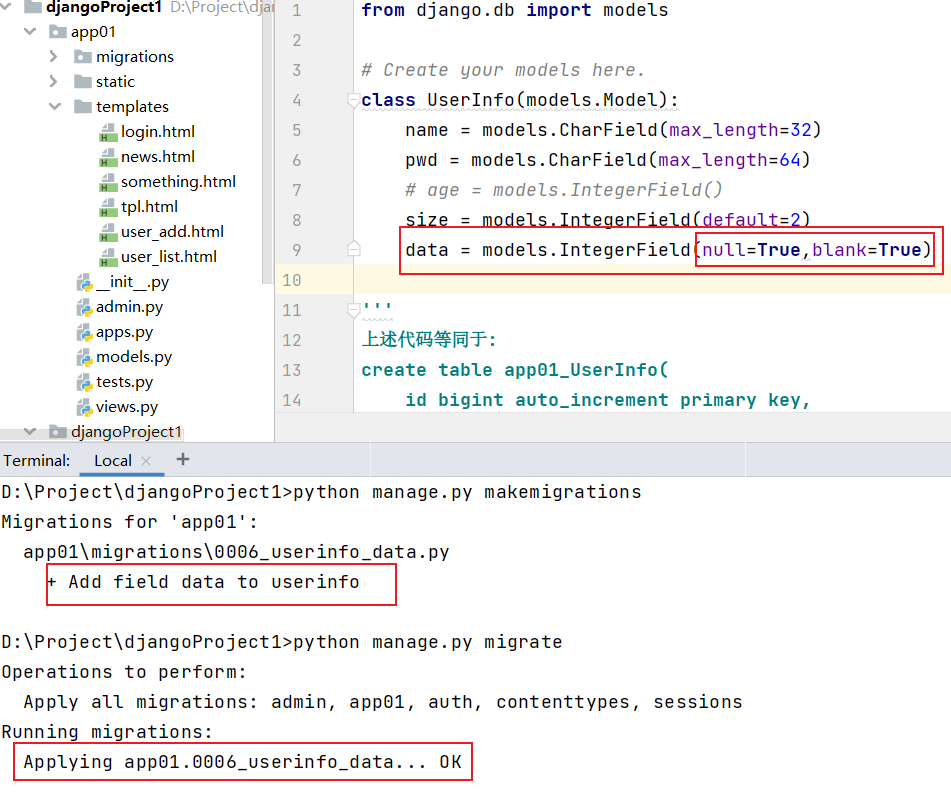 djangoProject1 D:\Project\djan
app01
migrations
static
templates
login.html
news.html
something.html
tpl.html
user_add.html
user_list.html
__init__.py
admin.py
apps.py
models.py
tests.py
views.py
djangoProject1
1 from django.db import models
2
3 # Create your models here.
4 class UserInfo(models.Model):
5 name = models.CharField(max_length=32)
6 pwd = models.CharField(max_length=64)
7 # age = models.IntegerField()
8 size = models.IntegerField(default=2)
9 data = models.IntegerField(null=True,blank=True)
10
11 '''
12 上述代码等同于:
13 create table app01_UserInfo(
14 id bigint auto_increment primary key,
Terminal: Local × +
D:\Project\djangoProject1>python manage.py makemigrations
Migrations for 'app01':
app01\migrations\0006_userinfo_data.py
+ Add field data to userinfo
D:\Project\djangoProject1>python manage.py migrate
Operations to perform:
Apply all migrations: admin, app01, auth, contenttypes, sessions
Running migrations:
Applying app01.0006_userinfo_data... OK